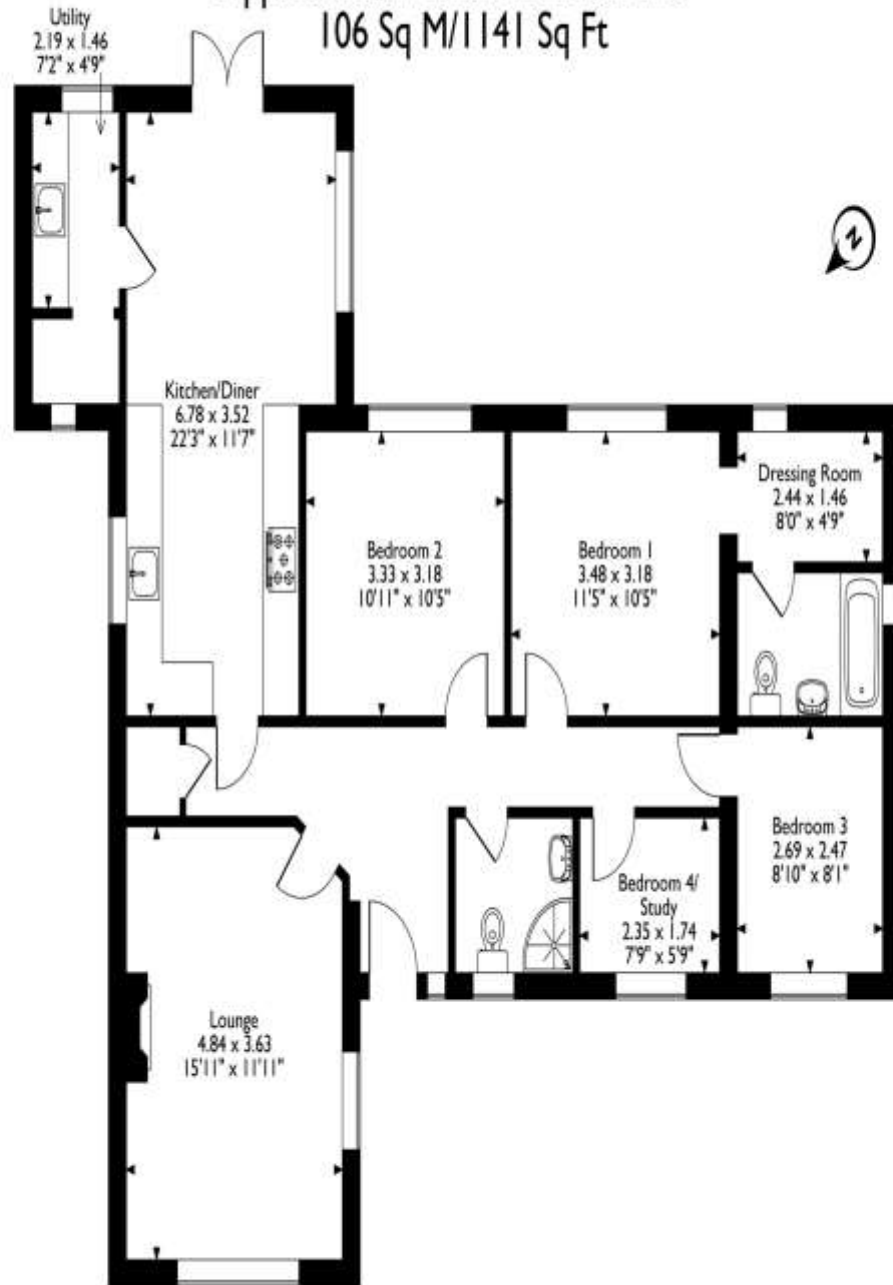 106 Sq M/1141 Sq Ft
Utility
2.19 x 1.46
7'2" x 4'9"
N
Kitchen/Diner
6.78 x 3.52
22'3" x 11'7"
Bedroom 2
3.33 x 3.18
10'11" x 10'5"
Bedroom 1
3.48 x 3.18
11'5" x 10'5"
Dressing Room
2.44 x 1.46
8'0" x 4'9"
Bedroom 3
2.69 x 2.47
8'10" x 8'1"
Bedroom 4/
Study
2.35 x 1.74
7'9" x 5'9"
Lounge
4.84 x 3.63
15'11" x 11'11"